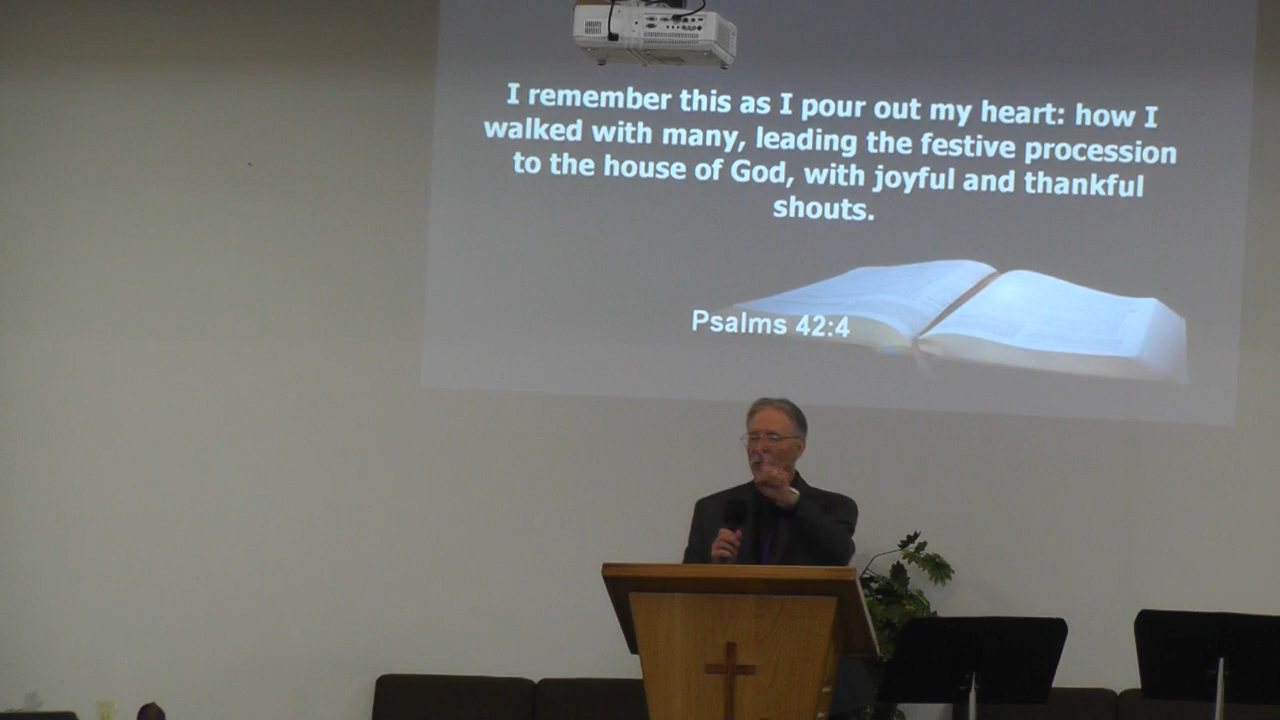 I remember this as I pour out my heart: how I
walked with many, leading the festive procession
to the house of God, with joyful and thankful
shouts.
Psalms 42:4